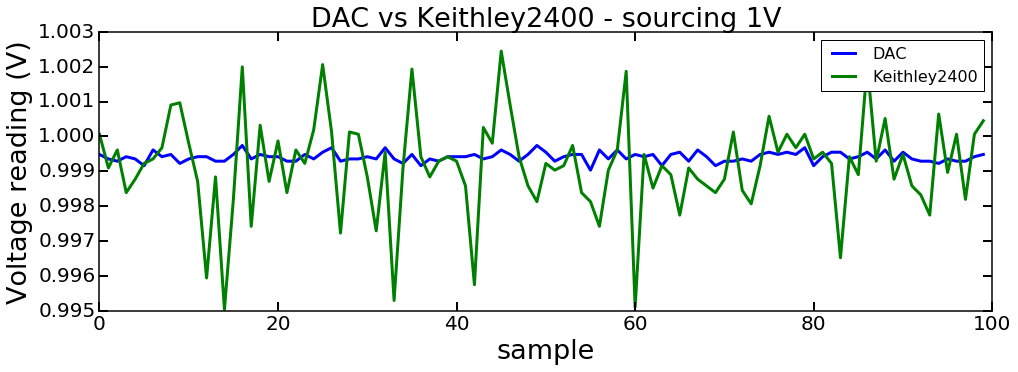 DAC vs Keithley2400 - sourcing 1V
Voltage reading (V)
1.003
1.002
1.001
1.000
0.999
0.998
0.997
0.996
0.995
DAC
Keithley2400
0 20 40 60 80 100
sample